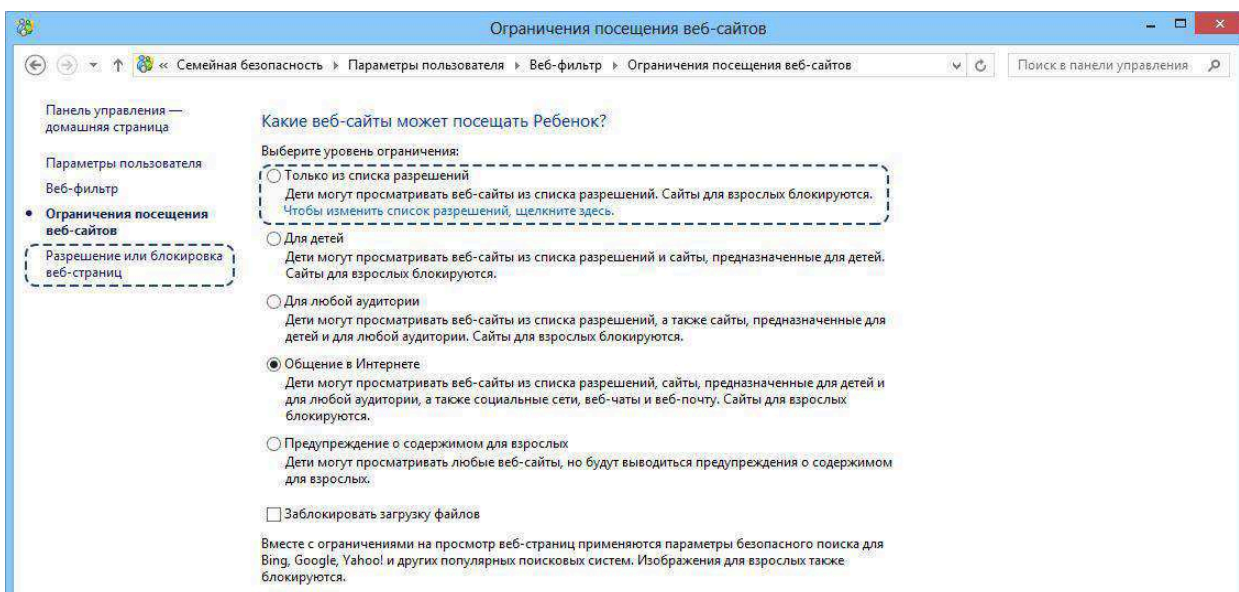 Ограничения посещения веб-сайтов
« Семейная безопасность ▸ Параметры пользователя ▸ Веб-фильтр ▸ Ограничения посещения веб-сайтов
Поиск в панели управления
Панель управления —
домашняя страница
Параметры пользователя
Веб-фильтр
Ограничения посещения
веб-сайтов
Разрешение или блокировка
веб-страниц
Какие веб-сайты может посещать Ребенок?
Выберите уровень ограничения:
Только из списка разрешений
Дети могут просматривать веб-сайты из списка разрешений. Сайты для взрослых блокируются.
Чтобы изменить список разрешений, щелкните здесь.
Для детей
Дети могут просматривать веб-сайты из списка разрешений и сайты, предназначенные для детей.
Сайты для взрослых блокируются.
Для любой аудитории
Дети могут просматривать веб-сайты из списка разрешений, а также сайты, предназначенные для
детей и для любой аудитории. Сайты для взрослых блокируются.
Общение в Интернете
Дети могут просматривать веб-сайты из списка разрешений, сайты, предназначенные для детей и
для любой аудитории, а также социальные сети, веб-чаты и веб-почту. Сайты для взрослых
блокируются.
Предупреждение о содержимом для взрослых
Дети могут просматривать любые веб-сайты, но будут выводиться предупреждения о содержимом
для взрослых.
Заблокировать загрузку файлов
Вместе с ограничениями на просмотр веб-страниц применяются параметры безопасного поиска для
Bing, Google, Yahoo! и других популярных поисковых систем. Изображения для взрослых также
блокируются.